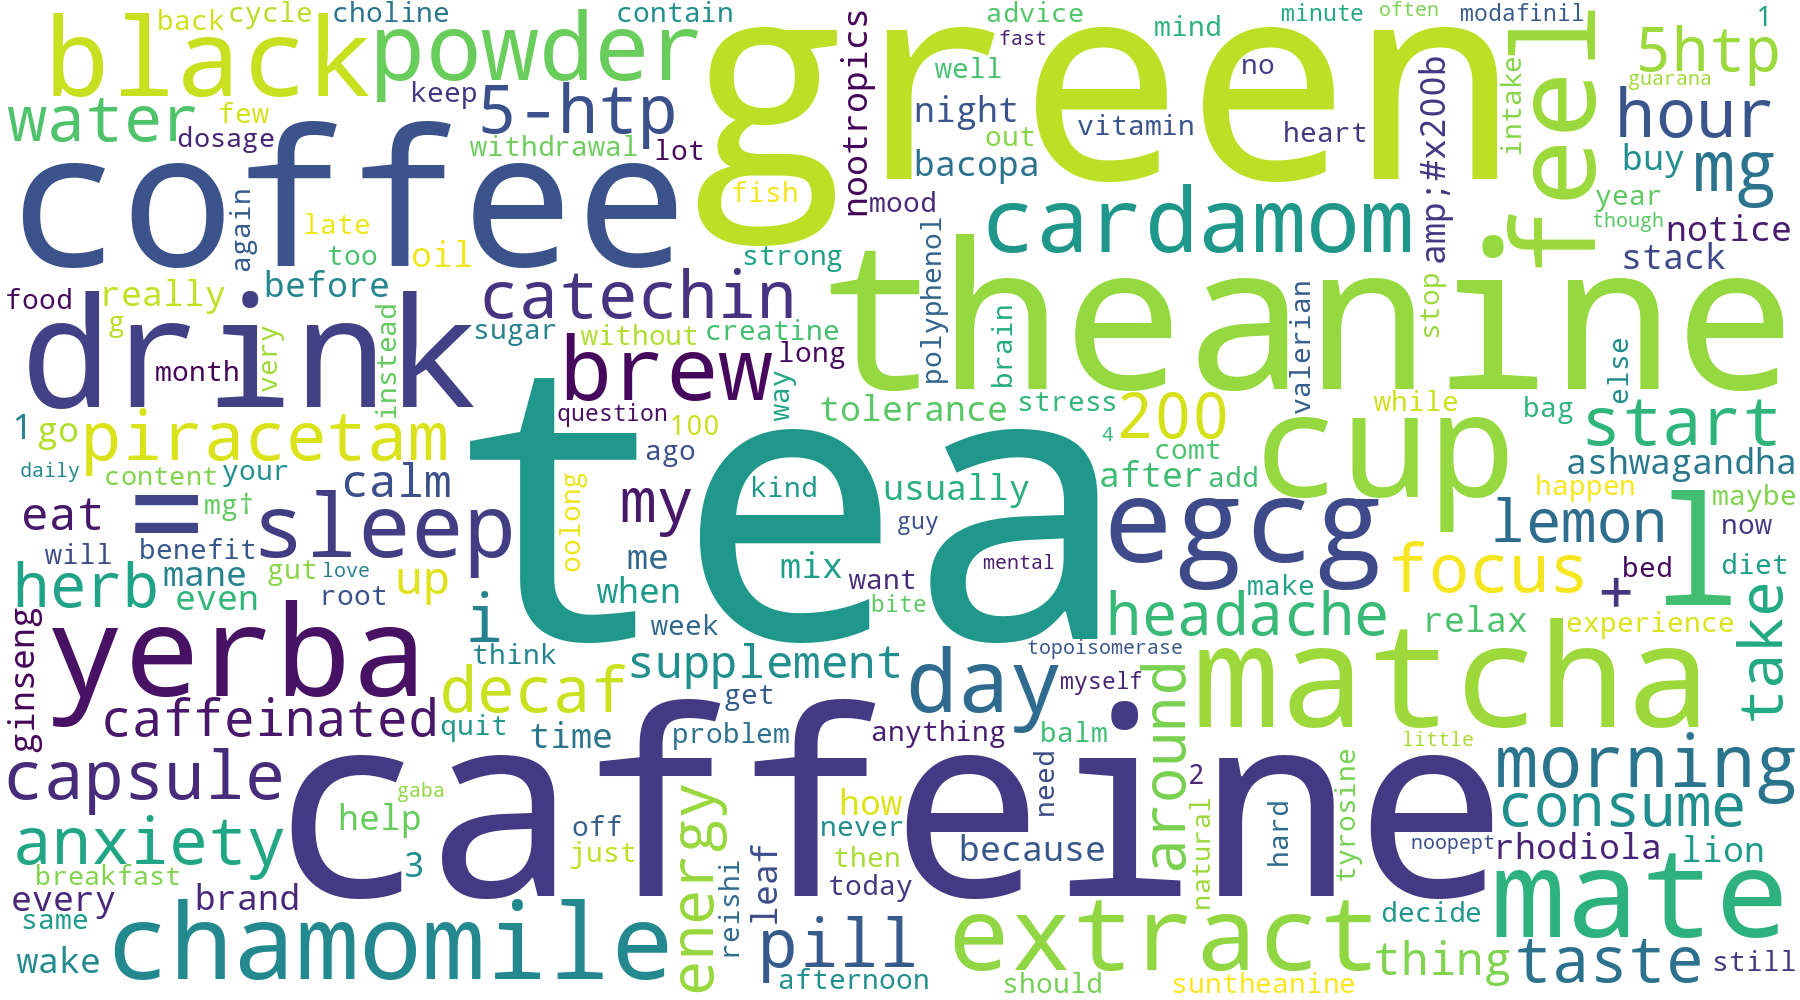 back cycle choline contain advice mind minute often modafinil 1
black powder green fast feel 5htp
water few keep 5-htp nootropics well no intake guarana
dosage withdrawal lot night out vitamin heart hour
coffee fish mood bacopa amp;#x200b buy mg
again late too oil strong cardamom year though notice
food really before catechin polyphenol theanine stop stack
g sugar without creatine brain valerian
drink month very instead brew long way else
1 go piracetam question 100 tolerance stress 200 while bag start
daily content your calm ago tea kind usually 4 comt cup ashwagandha
eat = mg† sleep my oolong guy after add happen maybe
will benefit me mix mental egcg lemon l now
herb mane gut love up when want focus + bed diet
ginseng even root i week bite make headache relax experience take
yerba think supplement day topoisomerase matcha
caffeinated decaf get myself
quit time problem anything balm around little morning
capsule caffeine need 2 tyrosine
anxiety help gaba energy off how never because natural hard noopept consume
breakfast 3 just then rhodiola lion
every brand reishi leaf today mate
same chamomile pill extract decide
wake afternoon should suntheanine thing taste still